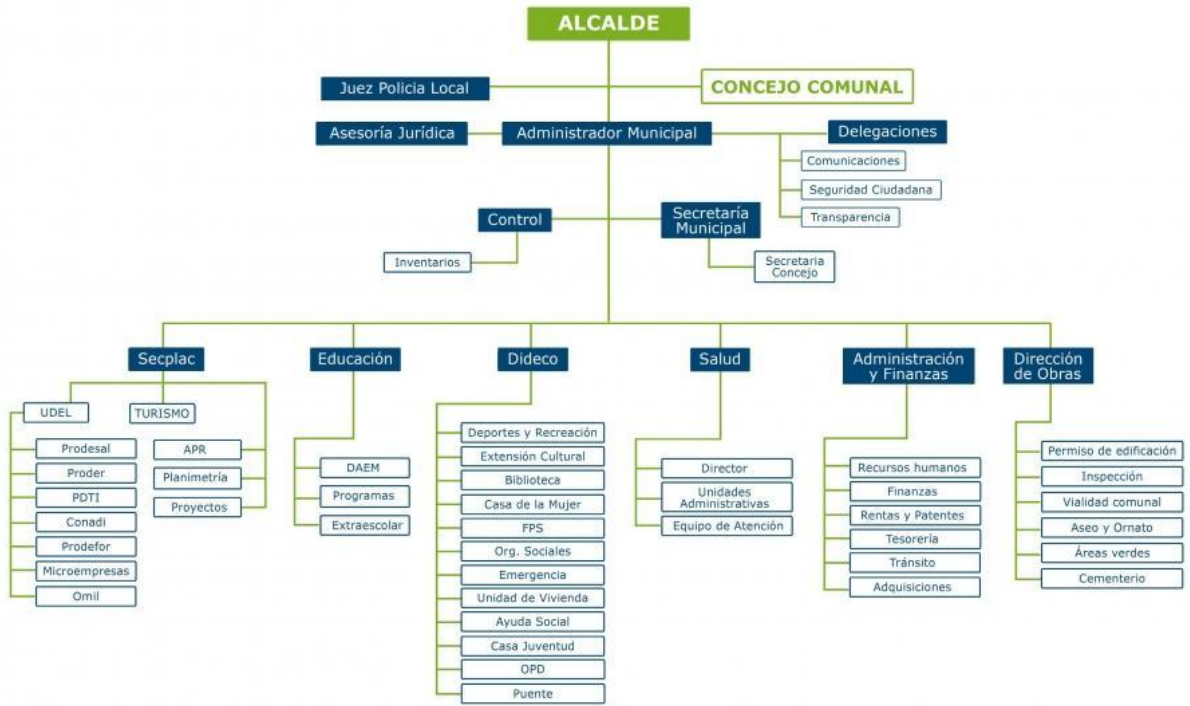 ALCALDE
Juez Policia Local
CONCEJO COMUNAL
Asesoría Jurídica
Administrador Municipal
Delegaciones
Comunicaciones
Seguridad Ciudadana
Transparencia
Control
Secretaría
Municipal
Inventarios
Secretaria
Concejo
Secplac
UDEL
TURISMO
Prodesal
Proder
PDTI
Conadi
Prodefor
Microempresas
Omil
APR
Planimetría
Proyectos
Educación
DAEM
Programas
Extraescolar
Dideco
Deportes y Recreación
Extensión Cultural
Biblioteca
Casa de la Mujer
FPS
Org. Sociales
Emergencia
Unidad de Vivienda
Ayuda Social
Casa Juventud
OPD
Puente
Salud
Director
Unidades
Administrativas
Equipo de Atención
Administración
y Finanzas
Recursos humanos
Finanzas
Rentas y Patentes
Tesorería
Tránsito
Adquisiciones
Dirección
de Obras
Permiso de edificación
Inspección
Vialidad comunal
Aseo y Ornato
Áreas verdes
Cementerio